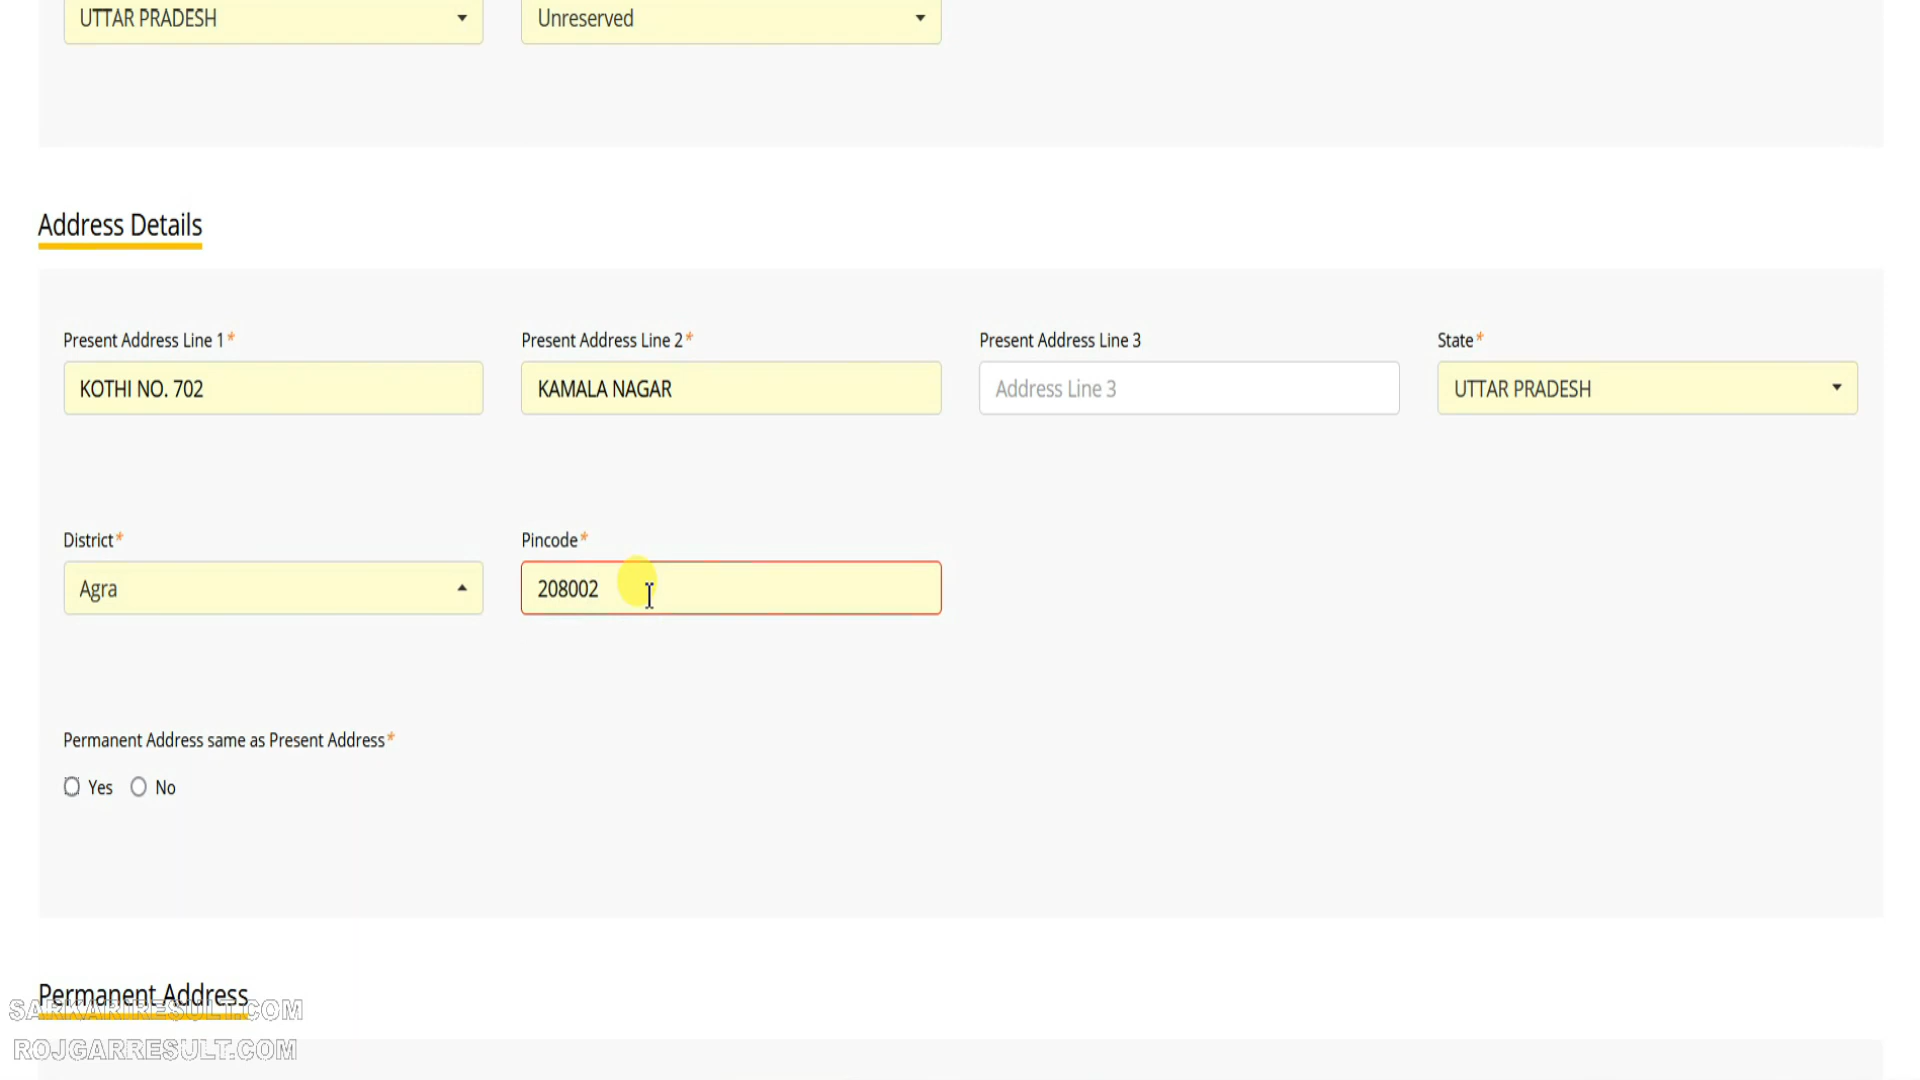 UTTAR PRADESH Unreserved
Address Details
Present Address Line 1* Present Address Line 2* Present Address Line 3 State*
KOTHI NO. 702 KAMALA NAGAR Address Line 3 UTTAR PRADESH
District* Pincode*
Agra 208002
Permanent Address same as Present Address*
Yes No
Permanent Address
SARKARIRESULT.COM
ROJGARRESULT.COM